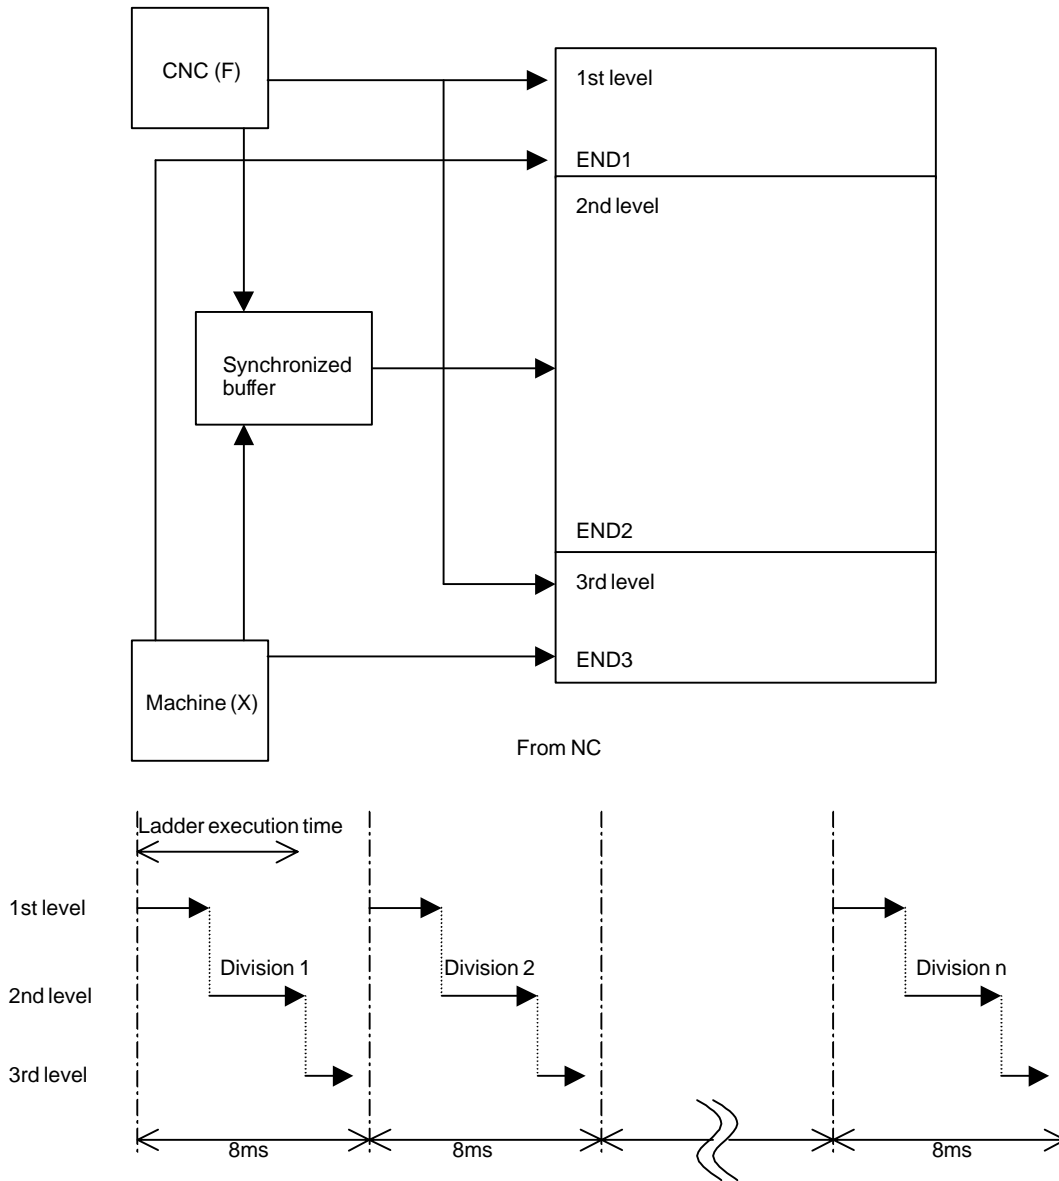 CNC (F)
1st level
END1
2nd level
Synchronized
buffer
END2
3rd level
END3
Machine (X)
From NC
Ladder execution time
1st level
Division 1
Division 2
Division n
2nd level
3rd level
8ms
8ms
8ms